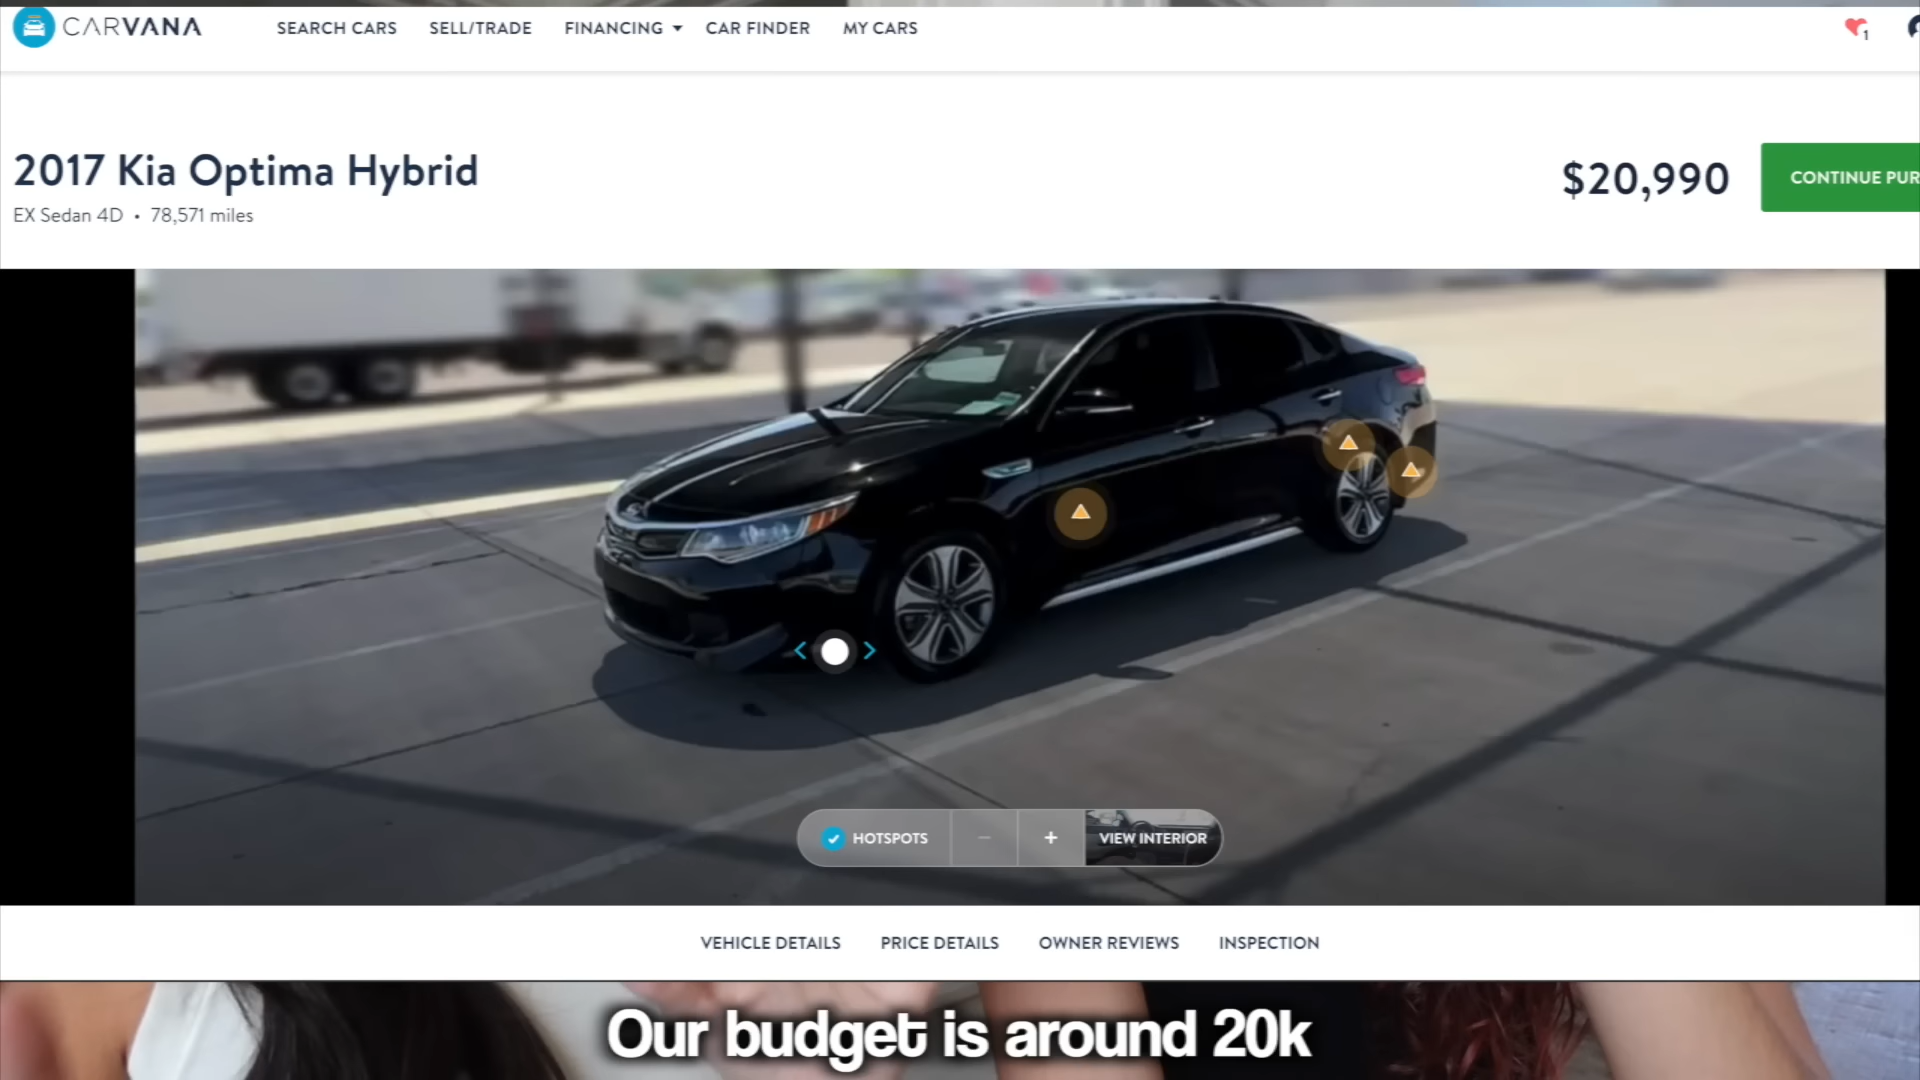 CARVANA
SEARCH CARS
SELL/TRADE
FINANCING
CAR FINDER
MY CARS
1
2017 Kia Optima Hybrid
EX Sedan 4D • 78,571 miles
$20,990
CONTINUE PUR
HOTSPOTS
−
+
VIEW INTERIOR
VEHICLE DETAILS
PRICE DETAILS
OWNER REVIEWS
INSPECTION
Our budget is around 20k